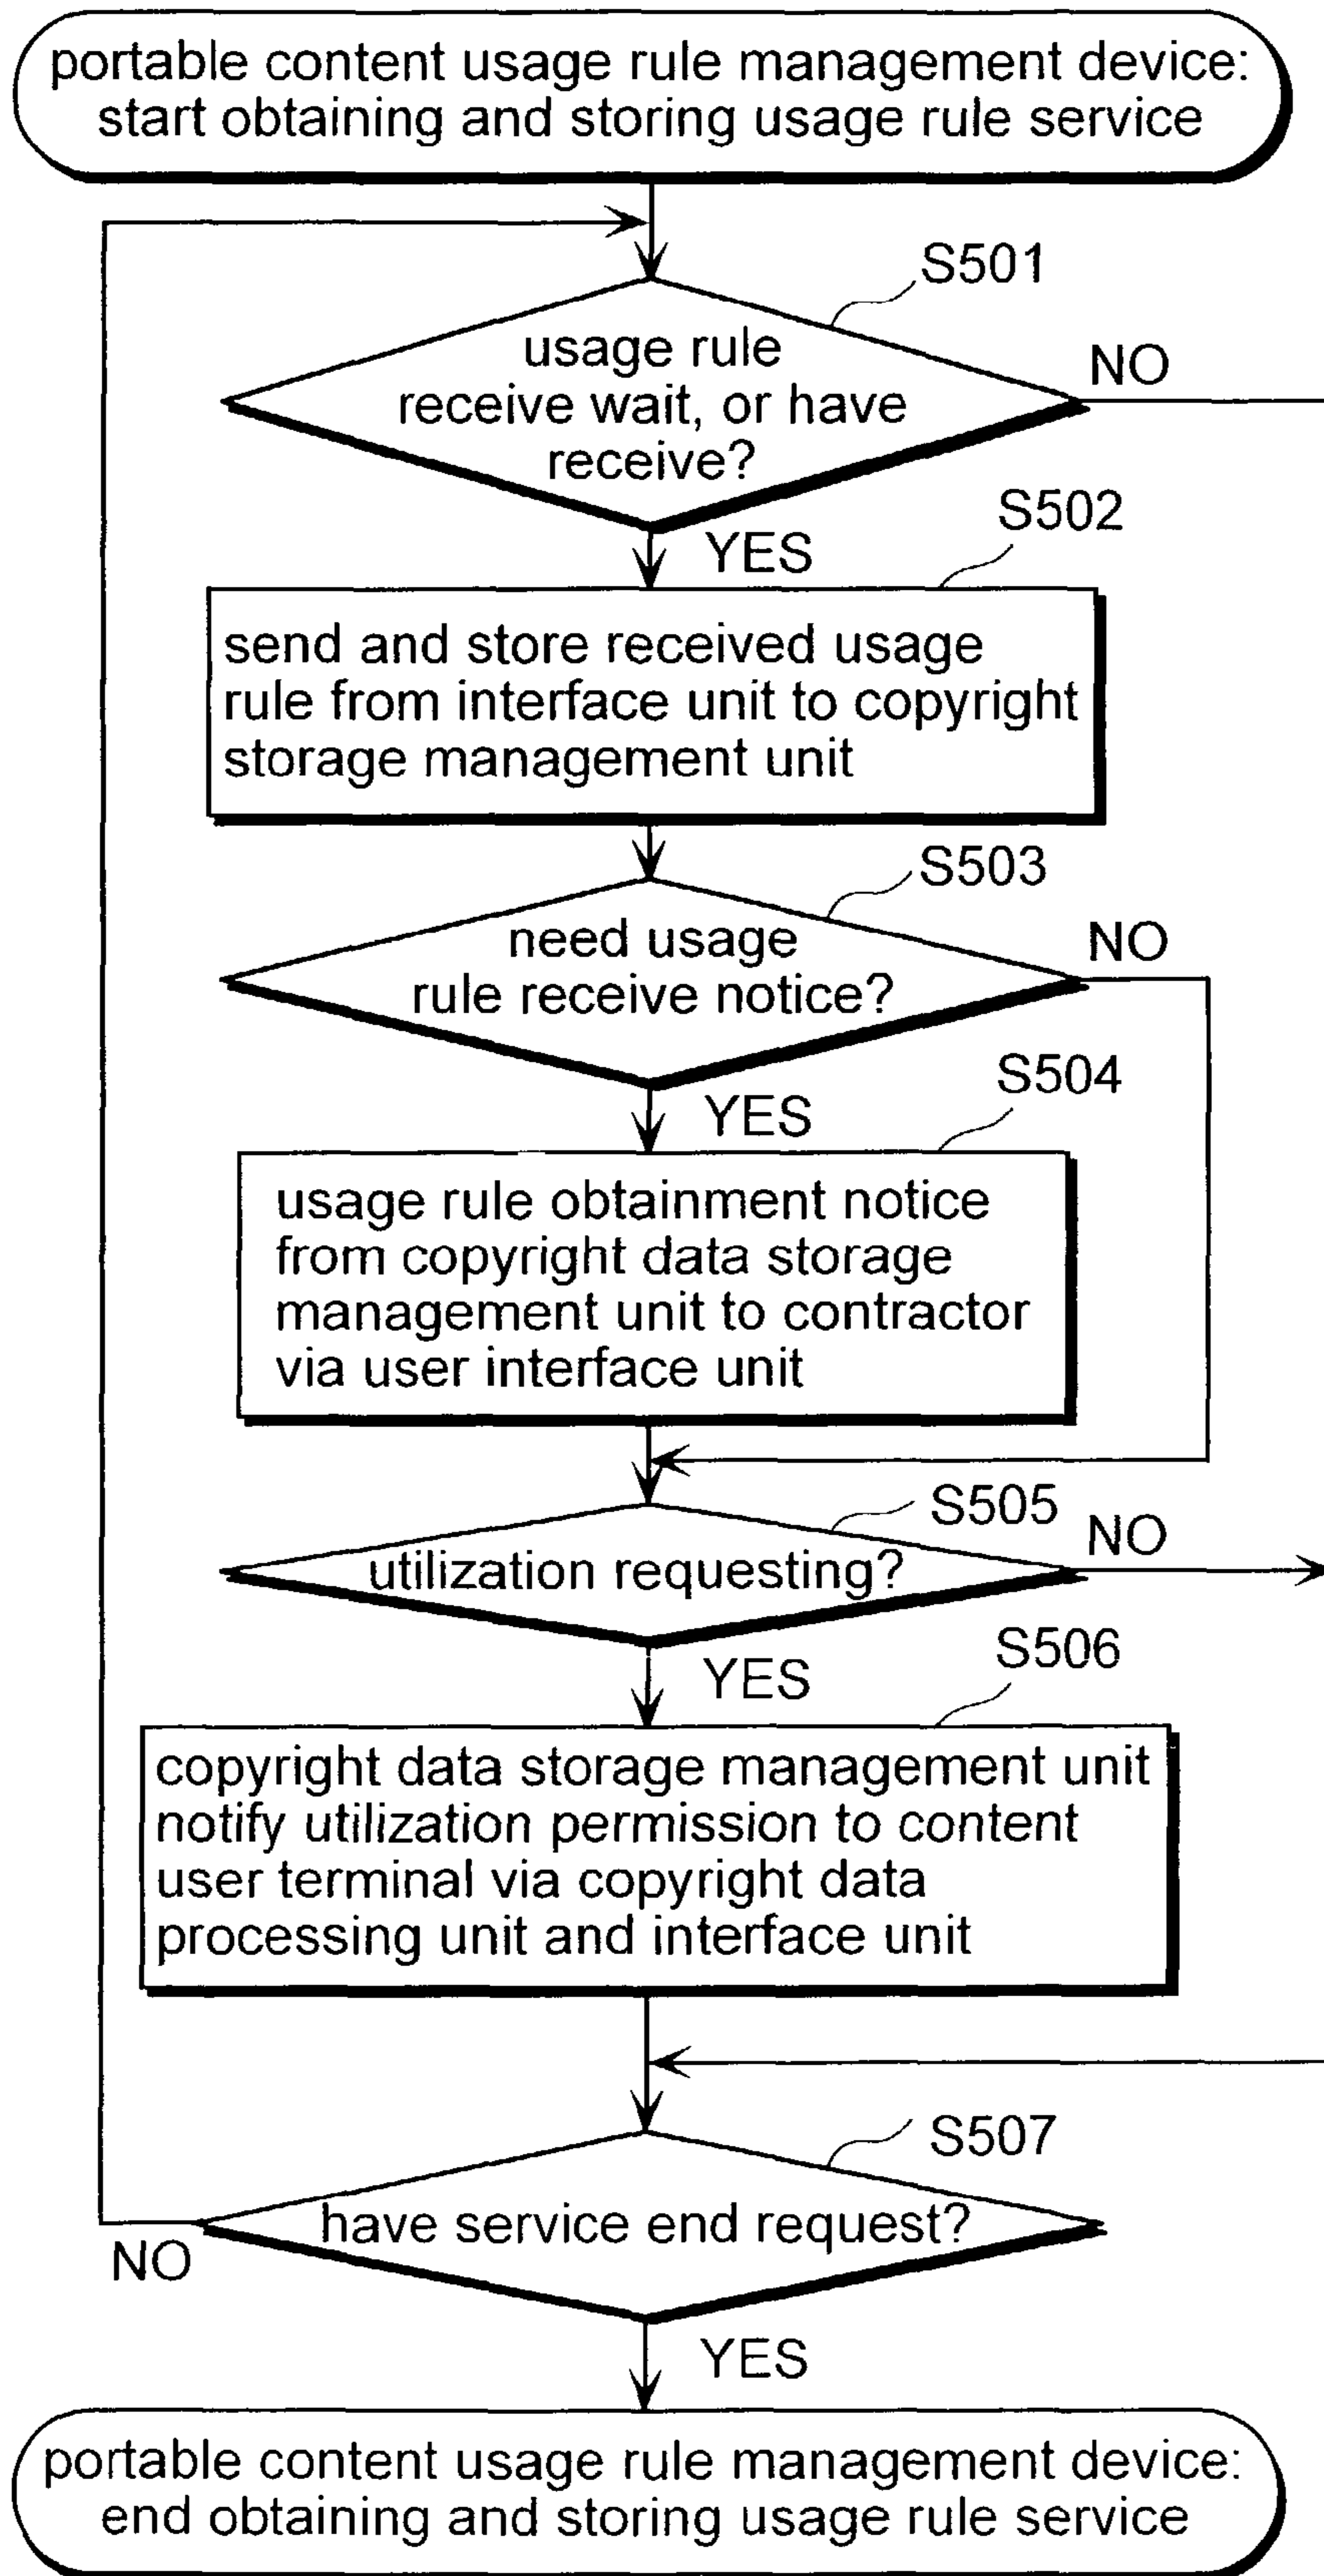 portable content usage rule management device:
start obtaining and storing usage rule service
S501
usage rule
receive wait, or have
receive?
NO
YES
S502
send and store received usage
rule from interface unit to copyright
storage management unit
S503
need usage
rule receive notice?
NO
YES
S504
usage rule obtainment notice
from copyright data storage
management unit to contractor
via user interface unit
S505
utilization requesting?
NO
YES
S506
copyright data storage management unit
notify utilization permission to content
user terminal via copyright data
processing unit and interface unit
S507
have service end request?
NO
YES
portable content usage rule management device:
end obtaining and storing usage rule service